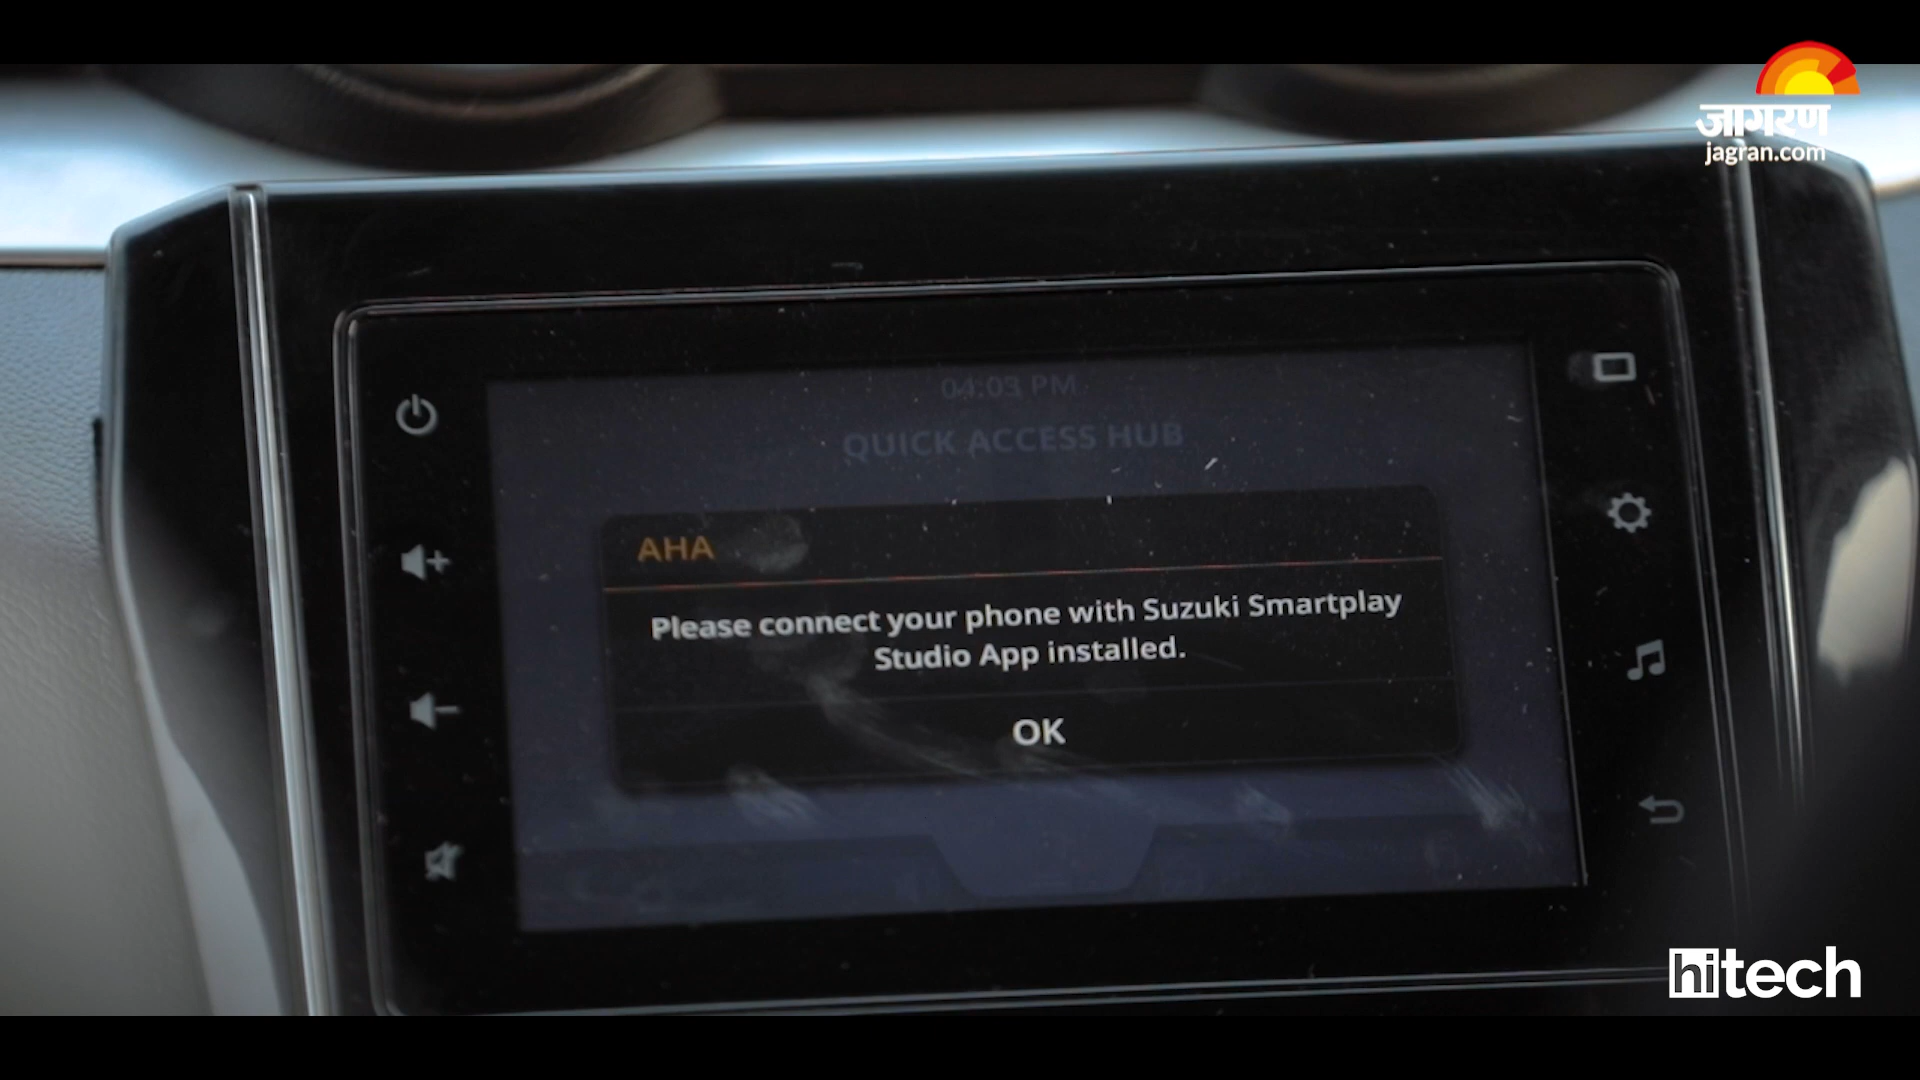 जागरण
jagran.com
04:03 PM
QUICK ACCESS HUB
AHA
Please connect your phone with Suzuki Smartplay
Studio App installed.
OK
hitech